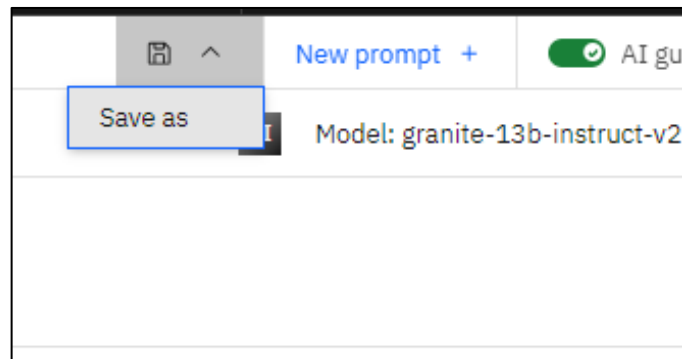 New prompt +
AI gu
Save as
Model: granite-13b-instruct-v2